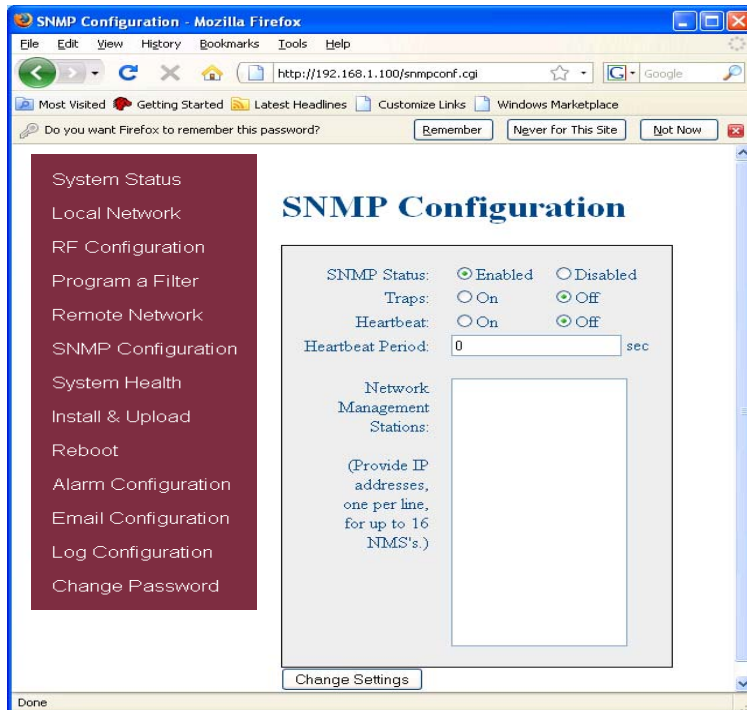 SNMP Configuration - Mozilla Firefox
File Edit View History Bookmarks Tools Help
http://192.168.1.100/snmpconf.cgi
G Google
Most Visited Getting Started Latest Headlines Customize Links Windows Marketplace
Do you want Firefox to remember this password? Remember Never for This Site Not Now
System Status
Local Network
RF Configuration
Program a Filter
Remote Network
SNMP Configuration
System Health
Install & Upload
Reboot
Alarm Configuration
Email Configuration
Log Configuration
Change Password
SNMP Configuration
SNMP Status: Enabled Disabled
Traps: On Off
Heartbeat: On Off
Heartbeat Period: 0 sec
Network
Management
Stations:
(Provide IP
addresses,
one per line,
for up to 16
NMS's.)
Change Settings
Done